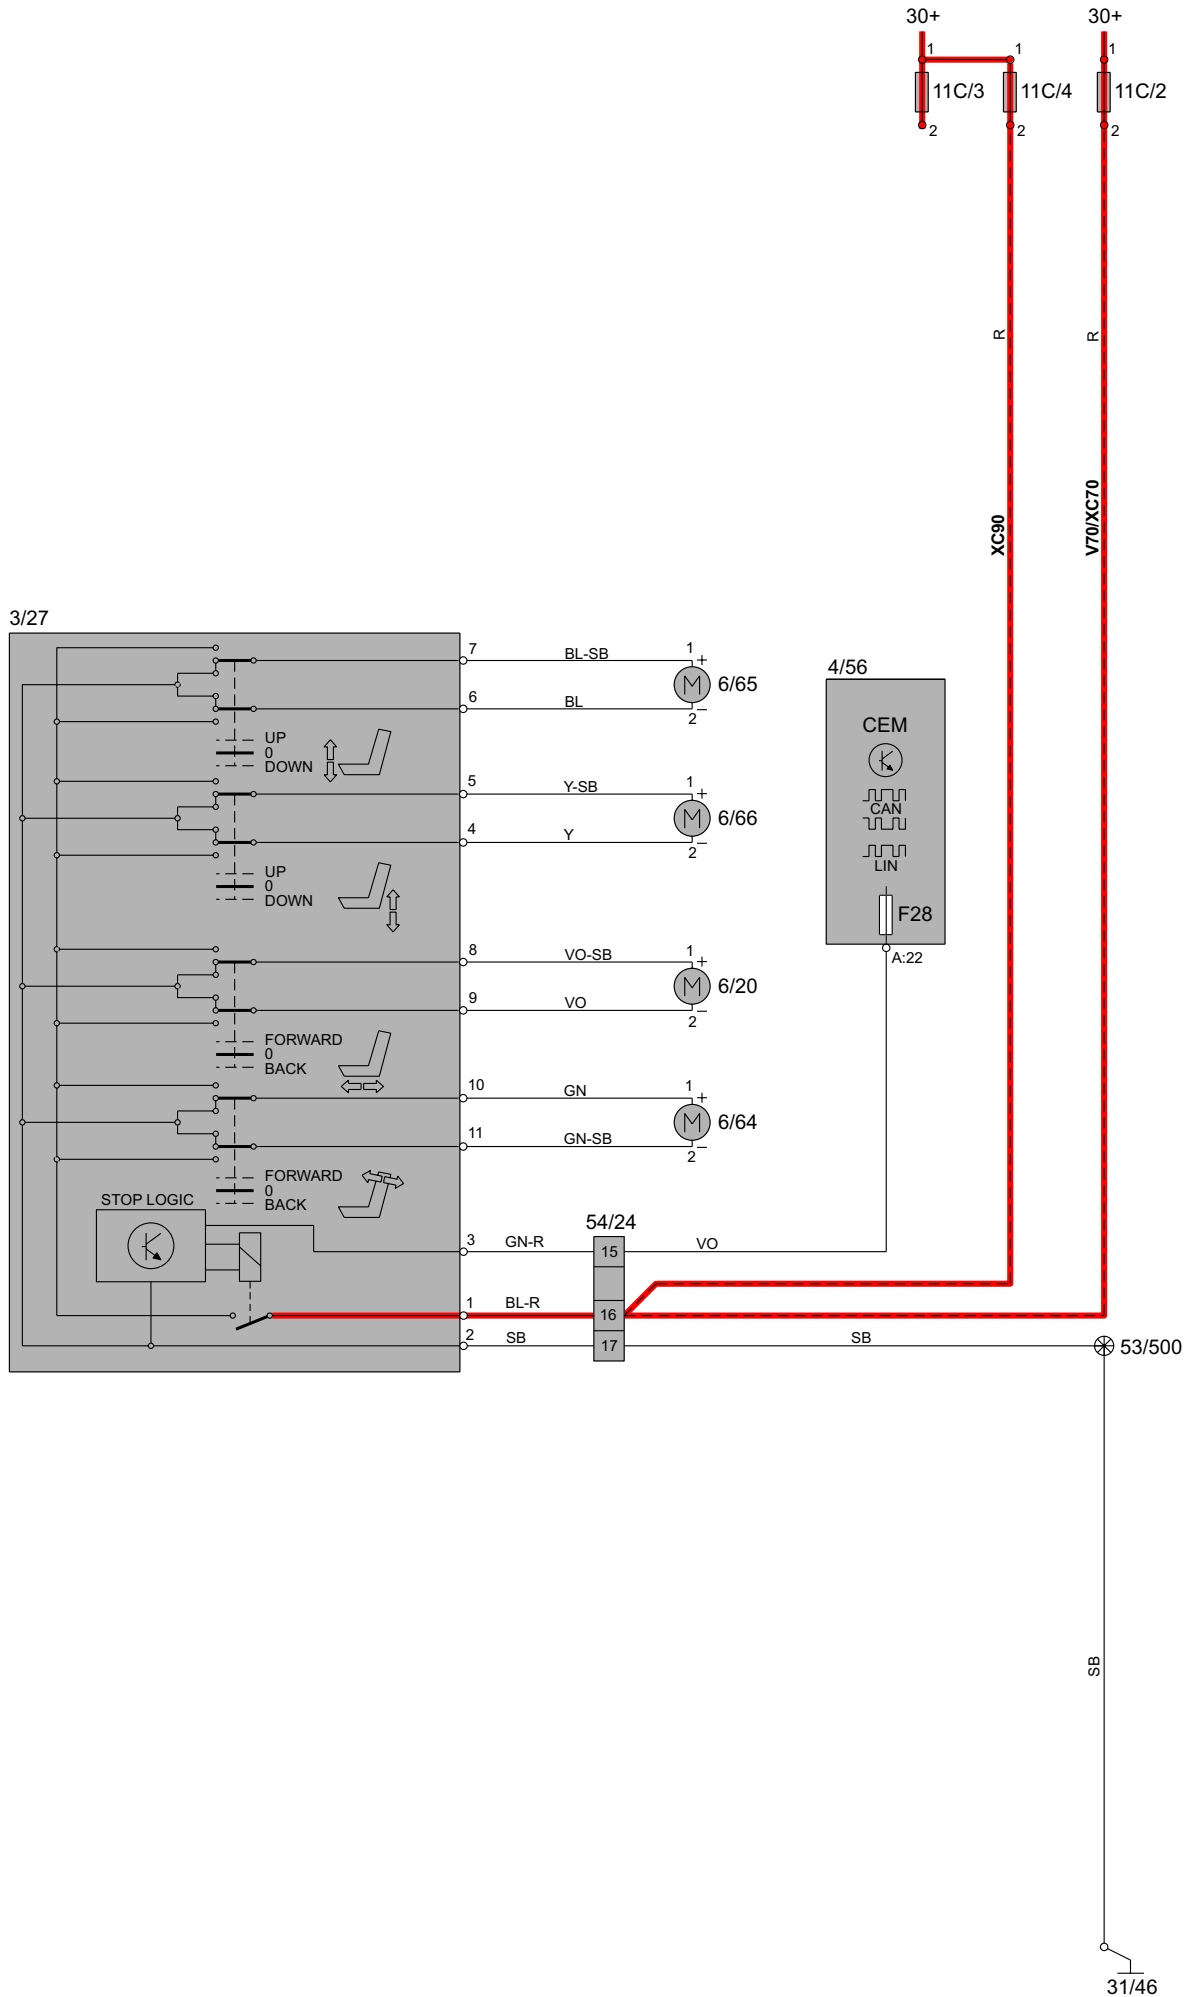 30+ 30+
1 1 1
11C/3 11C/4 11C/2
2 2 2
R R
XC90 V70/XC70
3/27
7 BL-SB 1 +
M 6/65
6 BL 2 −
UP
0
DOWN
5 Y-SB 1 +
M 6/66
4 Y 2 −
UP
0
DOWN
8 VO-SB 1 +
M 6/20
9 VO 2 −
FORWARD
0
BACK
10 GN 1 +
M 6/64
11 GN-SB 2 −
FORWARD
0
BACK
4/56
CEM
CAN
LIN
F28
A:22
STOP LOGIC
54/24
3 GN-R 15 VO
1 BL-R 16
2 SB 17 SB
53/500
SB
31/46